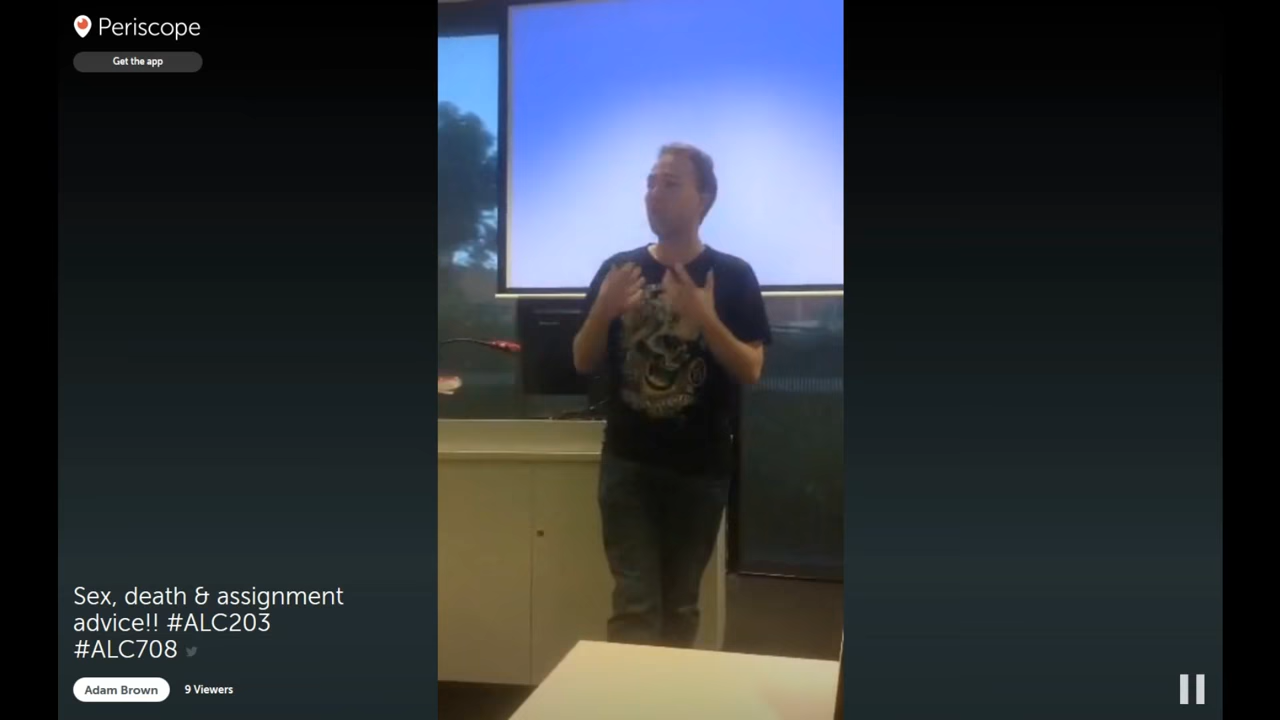 Periscope
Get the app
Sex, death & assignment
advice!! #ALC203
#ALC708
Adam Brown
9 Viewers